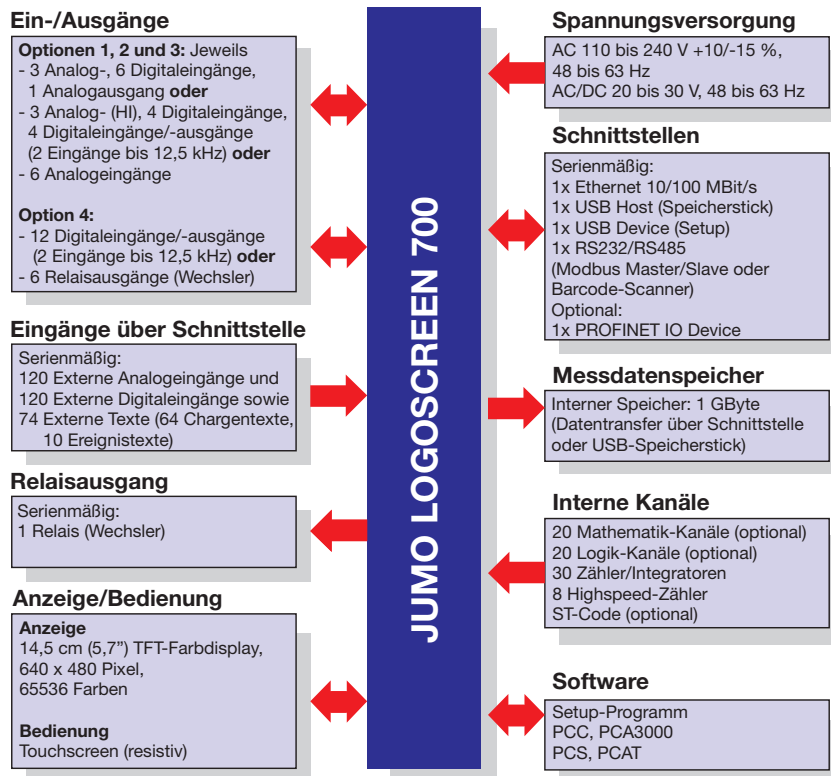 Ein-/Ausgänge
Optionen 1, 2 und 3: Jeweils
- 3 Analog-, 6 Digitaleingänge,
1 Analogausgang oder
- 3 Analog- (HI), 4 Digitaleingänge,
4 Digitaleingänge/-ausgänge
(2 Eingänge bis 12,5 kHz) oder
- 6 Analogeingänge
Option 4:
- 12 Digitaleingänge/-ausgänge
(2 Eingänge bis 12,5 kHz) oder
- 6 Relaisausgänge (Wechsler)
Eingänge über Schnittstelle
Serienmäßig:
120 Externe Analogeingänge und
120 Externe Digitaleingänge sowie
74 Externe Texte (64 Chargentexte,
10 Ereignistexte)
Relaisausgang
Serienmäßig:
1 Relais (Wechsler)
Anzeige/Bedienung
Anzeige
14,5 cm (5,7”) TFT-Farbdisplay,
640 x 480 Pixel,
65536 Farben
Bedienung
Touchscreen (resistiv)
JUMO LOGOSCREEN 700
Spannungsversorgung
AC 110 bis 240 V +10/-15 %,
48 bis 63 Hz
AC/DC 20 bis 30 V, 48 bis 63 Hz
Schnittstellen
Serienmäßig:
1x Ethernet 10/100 MBit/s
1x USB Host (Speicherstick)
1x USB Device (Setup)
1x RS232/RS485
(Modbus Master/Slave oder
Barcode-Scanner)
Optional:
1x PROFINET IO Device
Messdatenspeicher
Interner Speicher: 1 GByte
(Datentransfer über Schnittstelle
oder USB-Speicherstick)
Interne Kanäle
20 Mathematik-Kanäle (optional)
20 Logik-Kanäle (optional)
30 Zähler/Integratoren
8 Highspeed-Zähler
ST-Code (optional)
Software
Setup-Programm
PCC, PCA3000
PCS, PCAT